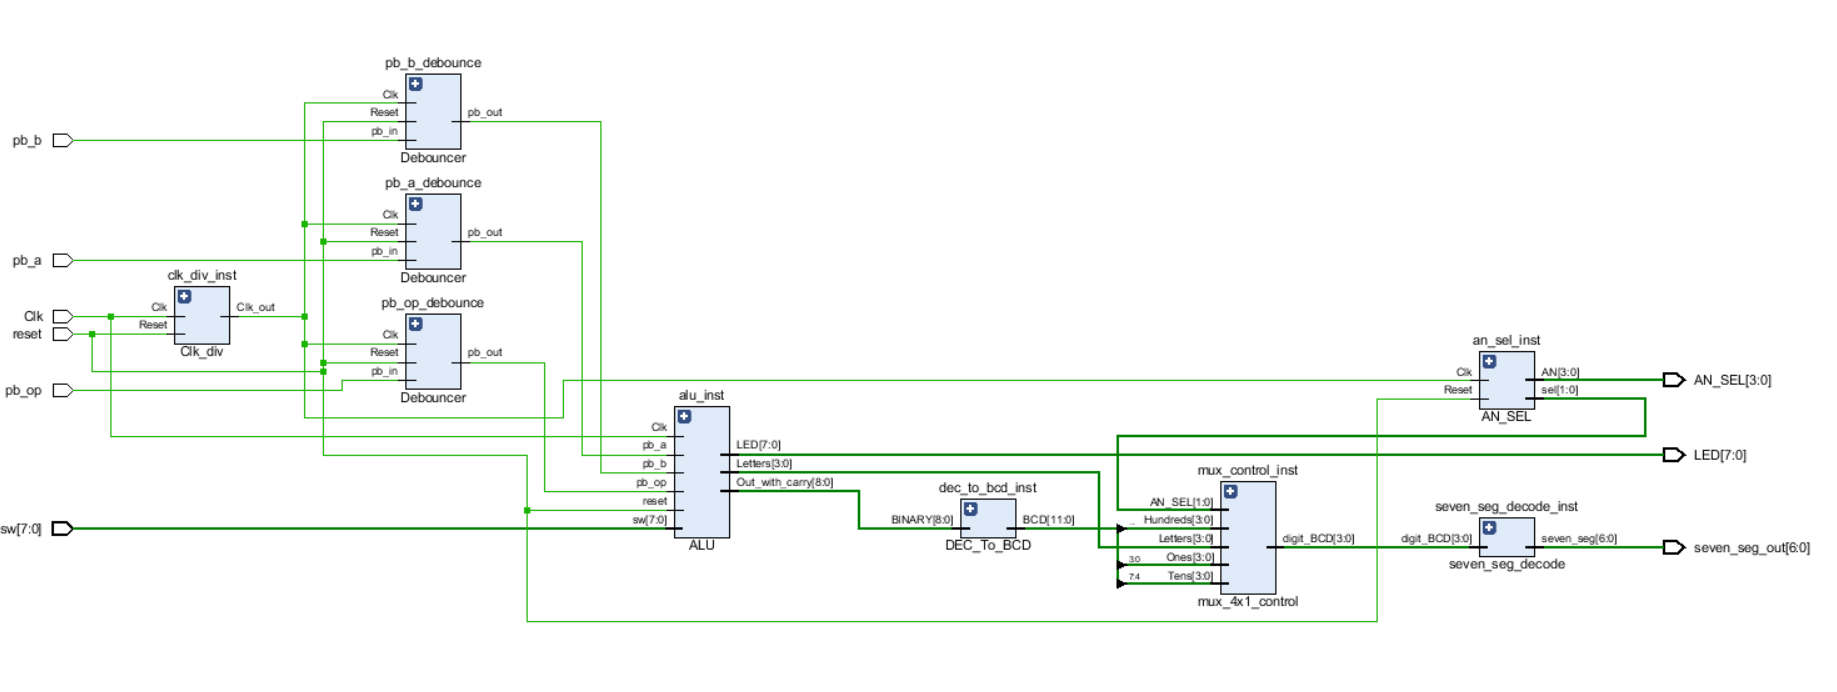 pb_b_debounce
Clk
Reset
pb_in
pb_out
Debouncer
pb_b
pb_a_debounce
Clk
Reset
pb_in
pb_out
Debouncer
pb_a
clk_div_inst
Clk
Reset
Clk_out
Clk_div
Clk
reset
pb_op_debounce
Clk
Reset
pb_in
pb_out
Debouncer
pb_op
alu_inst
Clk
pb_a
pb_b
pb_op
reset
sw[7:0]
LED[7:0]
Letters[3:0]
Out_with_carry[8:0]
ALU
sw[7:0]
dec_to_bcd_inst
BINARY[8:0]
BCD[11:0]
DEC_To_BCD
mux_control_inst
AN_SEL[1:0]
... Hundreds[3:0]
Letters[3:0]
3:0 Ones[3:0]
7:4 Tens[3:0]
digit_BCD[3:0]
mux_4x1_control
an_sel_inst
Clk
Reset
AN[3:0]
sel[1:0]
AN_SEL
AN_SEL[3:0]
LED[7:0]
seven_seg_decode_inst
digit_BCD[3:0]
seven_seg[6:0]
seven_seg_decode
seven_seg_out[6:0]